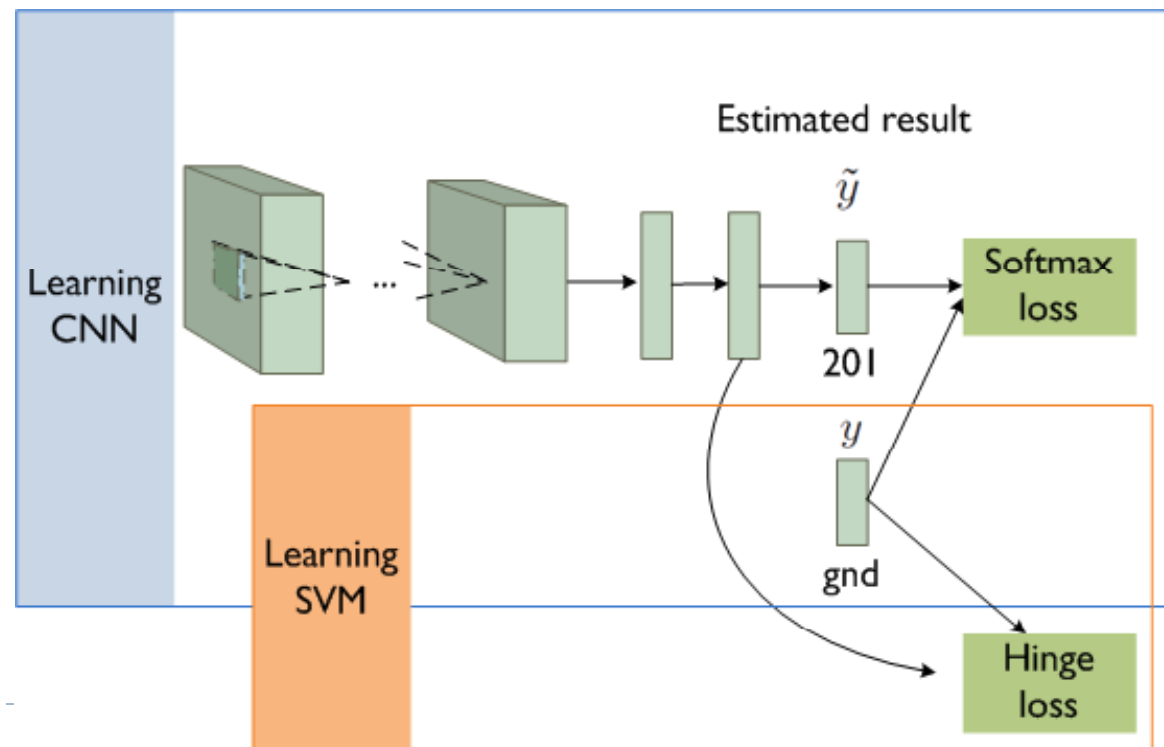 Estimated result
ỹ
Learning
CNN
...
Softmax
loss
201
y
Learning
SVM
gnd
Hinge
loss